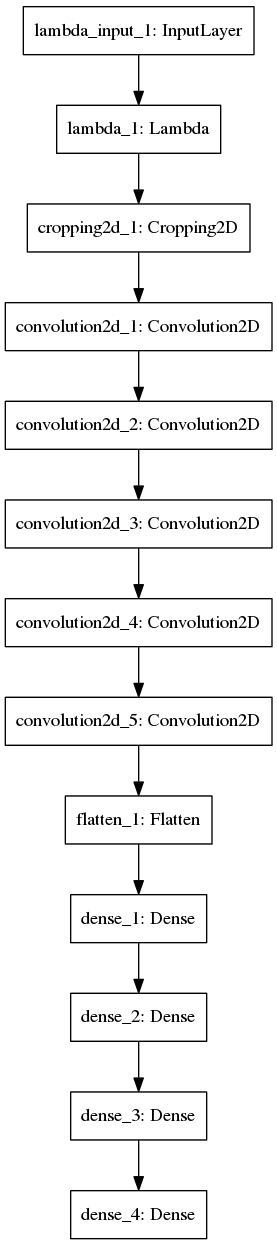 lambda_input_1: InputLayer
lambda_1: Lambda
cropping2d_1: Cropping2D
convolution2d_1: Convolution2D
convolution2d_2: Convolution2D
convolution2d_3: Convolution2D
convolution2d_4: Convolution2D
convolution2d_5: Convolution2D
flatten_1: Flatten
dense_1: Dense
dense_2: Dense
dense_3: Dense
dense_4: Dense